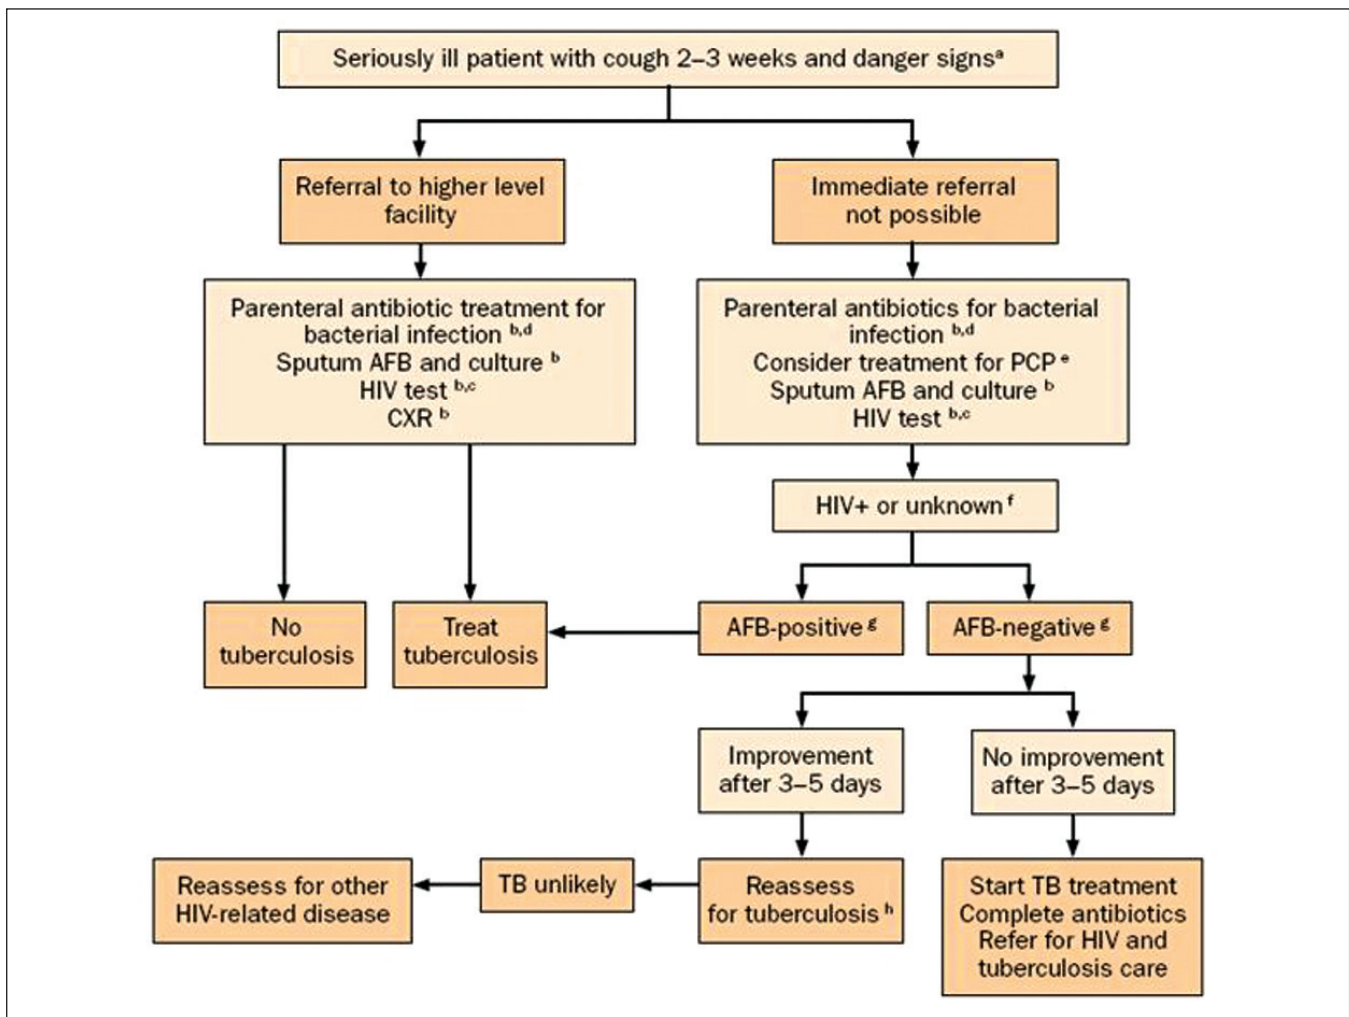 Seriously ill patient with cough 2–3 weeks and danger signs a
Referral to higher level
facility
Immediate referral
not possible
Parenteral antibiotic treatment for
bacterial infection b,d
Sputum AFB and culture b
HIV test b,c
CXR b
Parenteral antibiotics for bacterial
infection b,d
Consider treatment for PCP e
Sputum AFB and culture b
HIV test b,c
HIV+ or unknown f
No
tuberculosis
Treat
tuberculosis
AFB-positive g
AFB-negative g
Improvement
after 3–5 days
No improvement
after 3–5 days
Reassess for other
HIV-related disease
TB unlikely
Reassess
for tuberculosis h
Start TB treatment
Complete antibiotics
Refer for HIV and
tuberculosis care